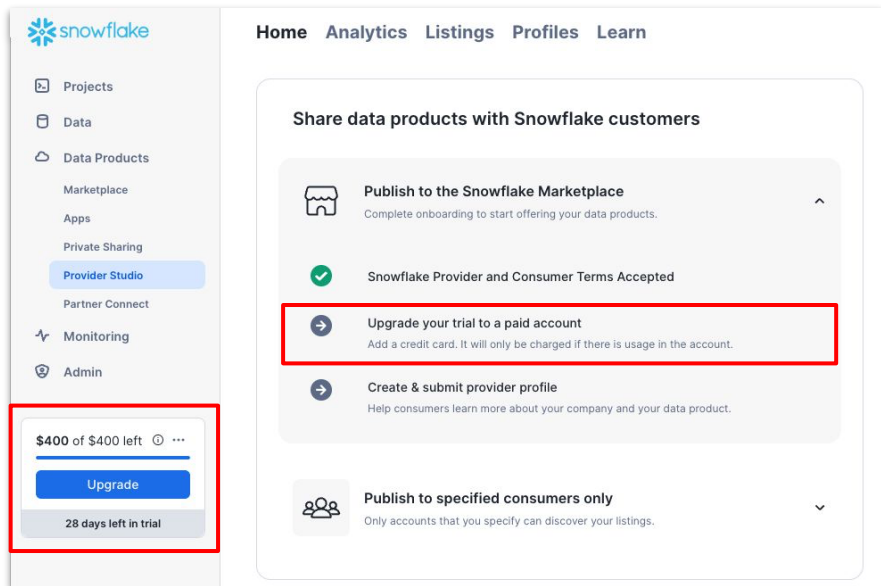 snowflake
Projects
Data
Data Products
Marketplace
Apps
Private Sharing
Provider Studio
Partner Connect
Monitoring
Admin
$400 of $400 left
Upgrade
28 days left in trial
Home Analytics Listings Profiles Learn
Share data products with Snowflake customers
Publish to the Snowflake Marketplace
Complete onboarding to start offering your data products.
Snowflake Provider and Consumer Terms Accepted
Upgrade your trial to a paid account
Add a credit card. It will only be charged if there is usage in the account.
Create & submit provider profile
Help consumers learn more about your company and your data product.
Publish to specified consumers only
Only accounts that you specify can discover your listings.